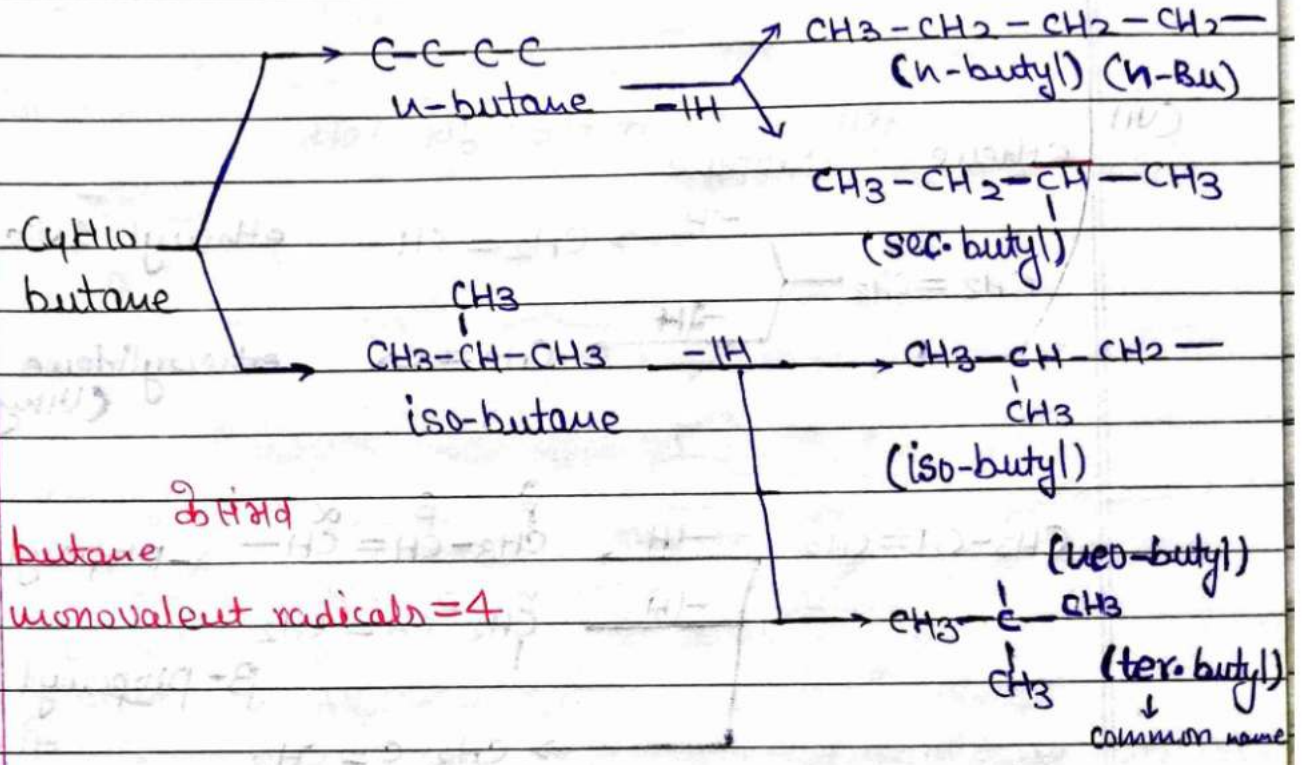 C-C-C-C
n-butane
-1H
CH3-CH2-CH2-CH2-
(n-butyl) (n-Bu)
CH3-CH2-CH-CH3
(sec. butyl)
C4H10
butane
CH3
CH3-CH-CH3
iso-butane
-1H
CH3-CH-CH2-
CH3
(iso-butyl)
के संभव
butane
monovalent radicals=4
(neo-butyl)
CH3-C-CH3
CH3
(ter. butyl)
common name